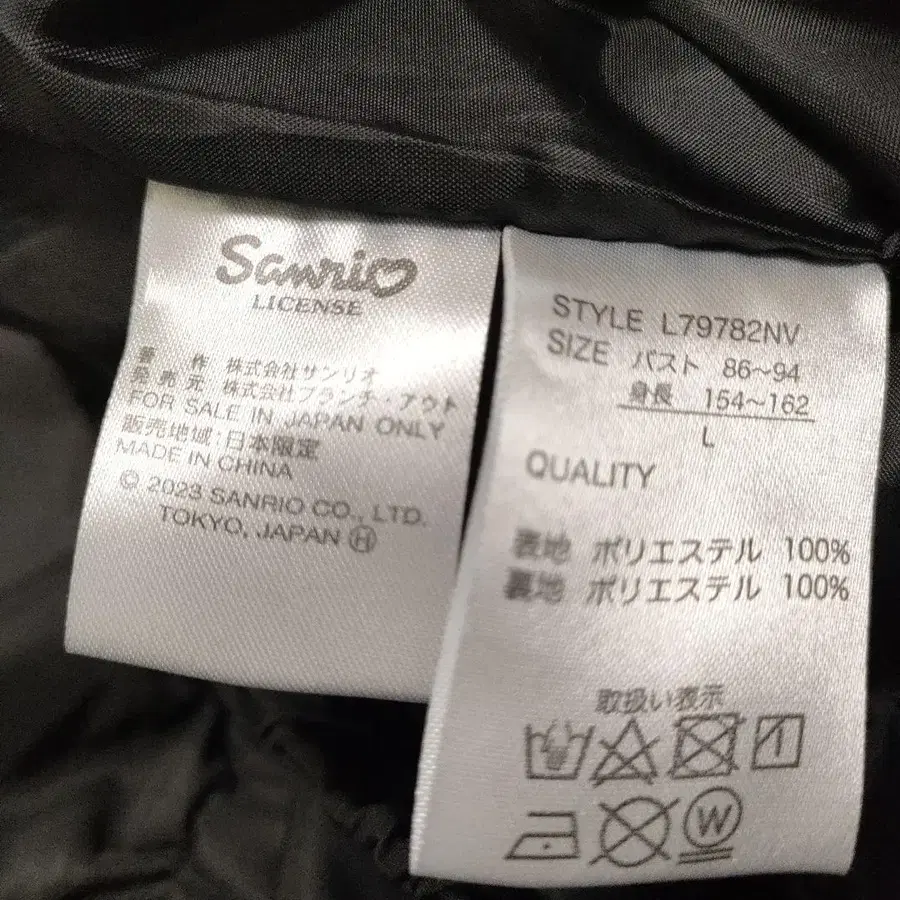 Sanrio
LICENSE
著 作 株式会社サンリオ
発 売 元:株式会社ブランチ・アウト
FOR SALE IN JAPAN ONLY
販売地域:日本限定
MADE IN CHINA
© 2023 SANRIO CO., LTD.
TOKYO, JAPAN Ⓗ
STYLE L79782NV
SIZE バスト 86~94
身長 154~162
L
QUALITY
表地 ポリエステル 100%
裏地 ポリエステル 100%
取扱い表示
W